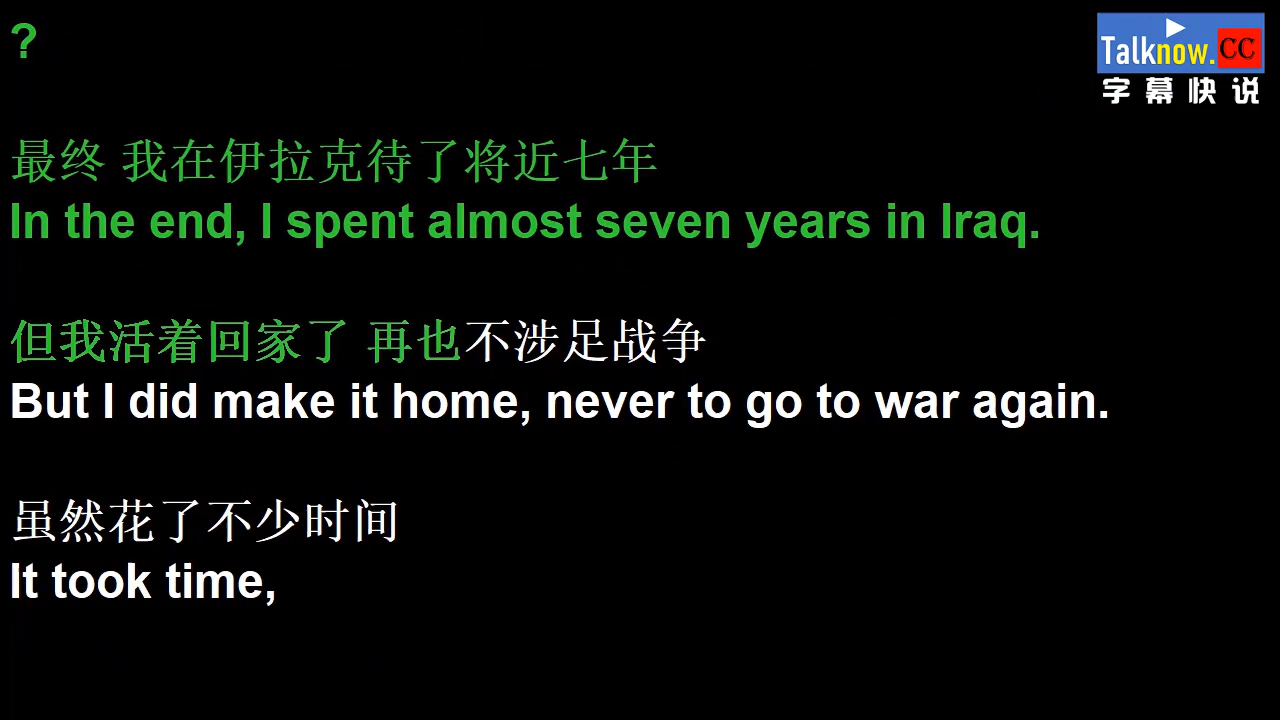 ?
Talknow.CC
字幕快说
最终 我在伊拉克待了将近七年
In the end, I spent almost seven years in Iraq.
但我活着回家了 再也不涉足战争
But I did make it home, never to go to war again.
虽然花了不少时间
It took time,